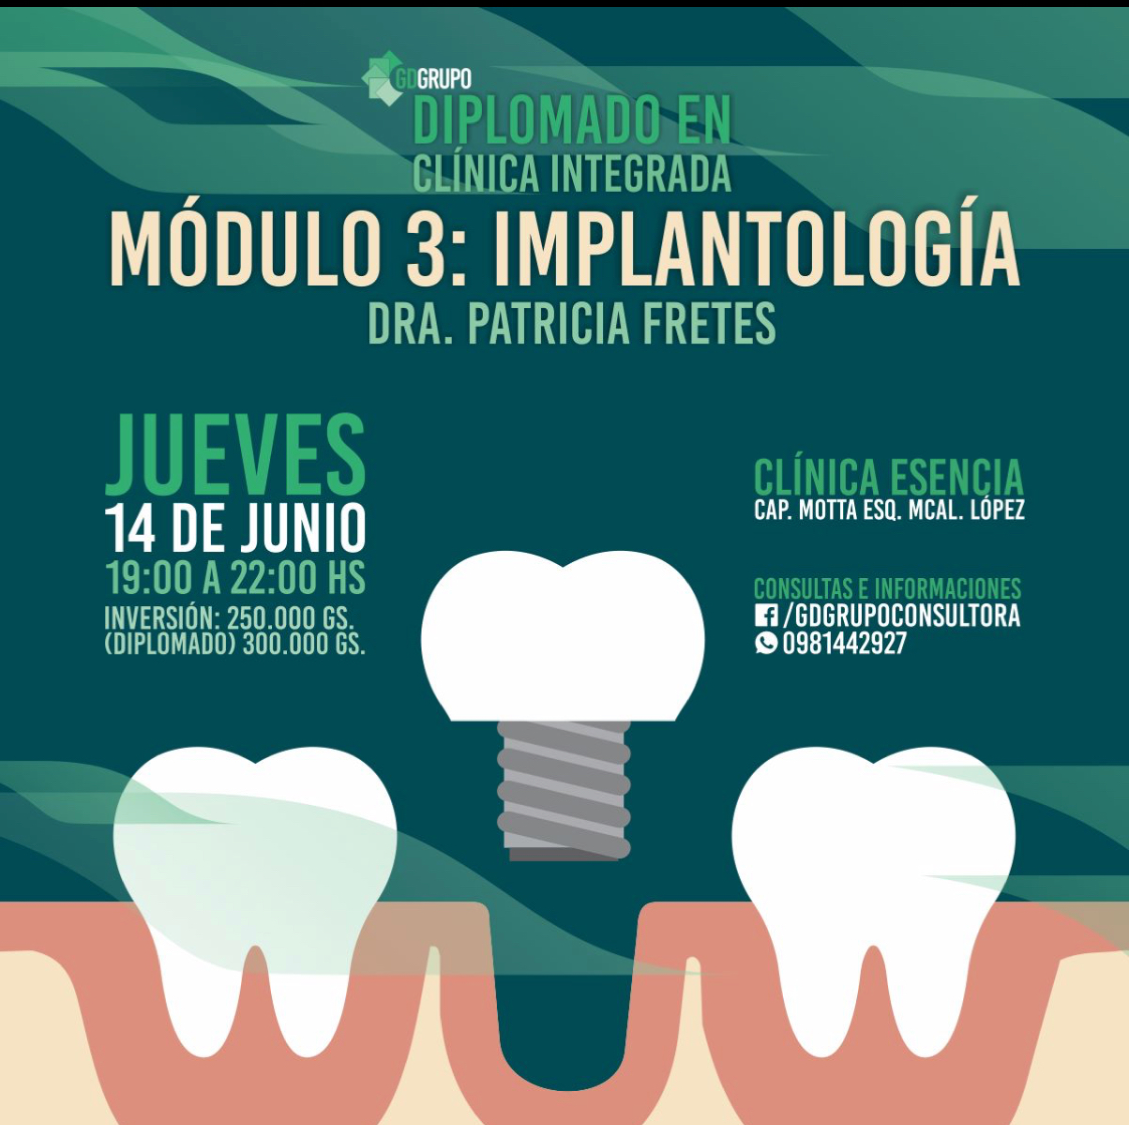 GDGRUPO
DIPLOMADO EN
CLÍNICA INTEGRADA
MÓDULO 3: IMPLANTOLOGÍA
DRA. PATRICIA FRETES
JUEVES
14 DE JUNIO
19:00 A 22:00 HS
INVERSIÓN: 250.000 GS.
(DIPLOMADO) 300.000 GS.
CLÍNICA ESENCIA
CAP. MOTTA ESQ. MCAL. LÓPEZ
CONSULTAS E INFORMACIONES
/GDGRUPOCONSULTORA
0981442927